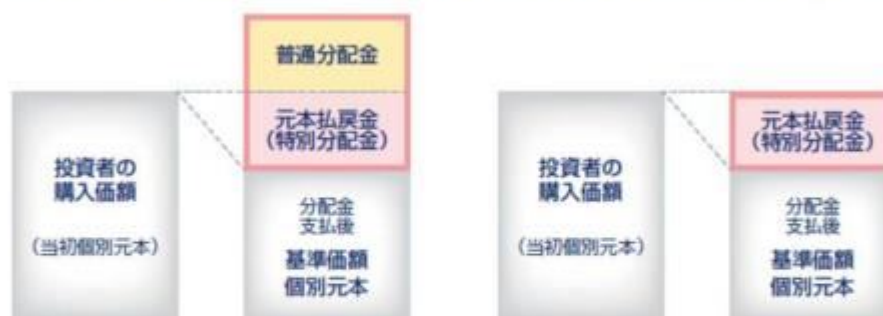 普通分配金
元本払戻金
(特別分配金)
投資者の
購入価額
(当初個別元本)
分配金
支払後
基準価額
個別元本
元本払戻金
(特別分配金)
投資者の
購入価額
(当初個別元本)
分配金
支払後
基準価額
個別元本